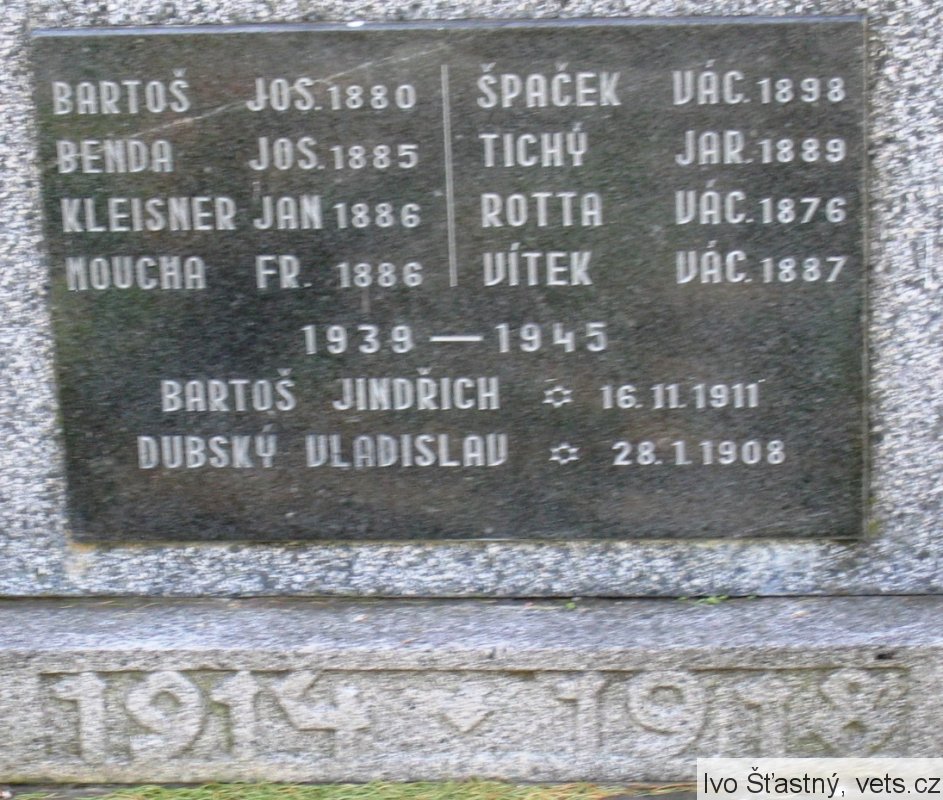 BARTOŠ JOS. 1880
BENDA JOS. 1885
KLEISNER JAN 1886
MOUCHA FR. 1886
ŠPAČEK VÁC. 1898
TICHÝ JAR. 1889
ROTTA VÁC. 1876
VÍTEK VÁC. 1887
1939 — 1945
BARTOŠ JINDŘICH ✡ 16. 11. 1911
DUBSKÝ VLADISLAV ✡ 28. 1. 1908
1914 1918
Ivo Šťastný, vets.cz